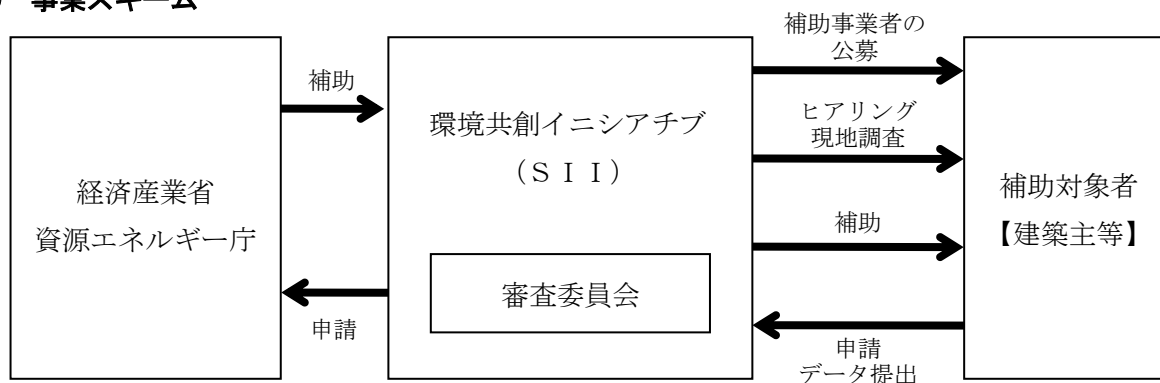 事業スキーム
経済産業省
資源エネルギー庁
補助
申請
環境共創イニシアチブ
(ＳＩＩ)
審査委員会
補助事業者の
公募
ヒアリング
現地調査
補助
申請
データ提出
補助対象者
【建築主等】